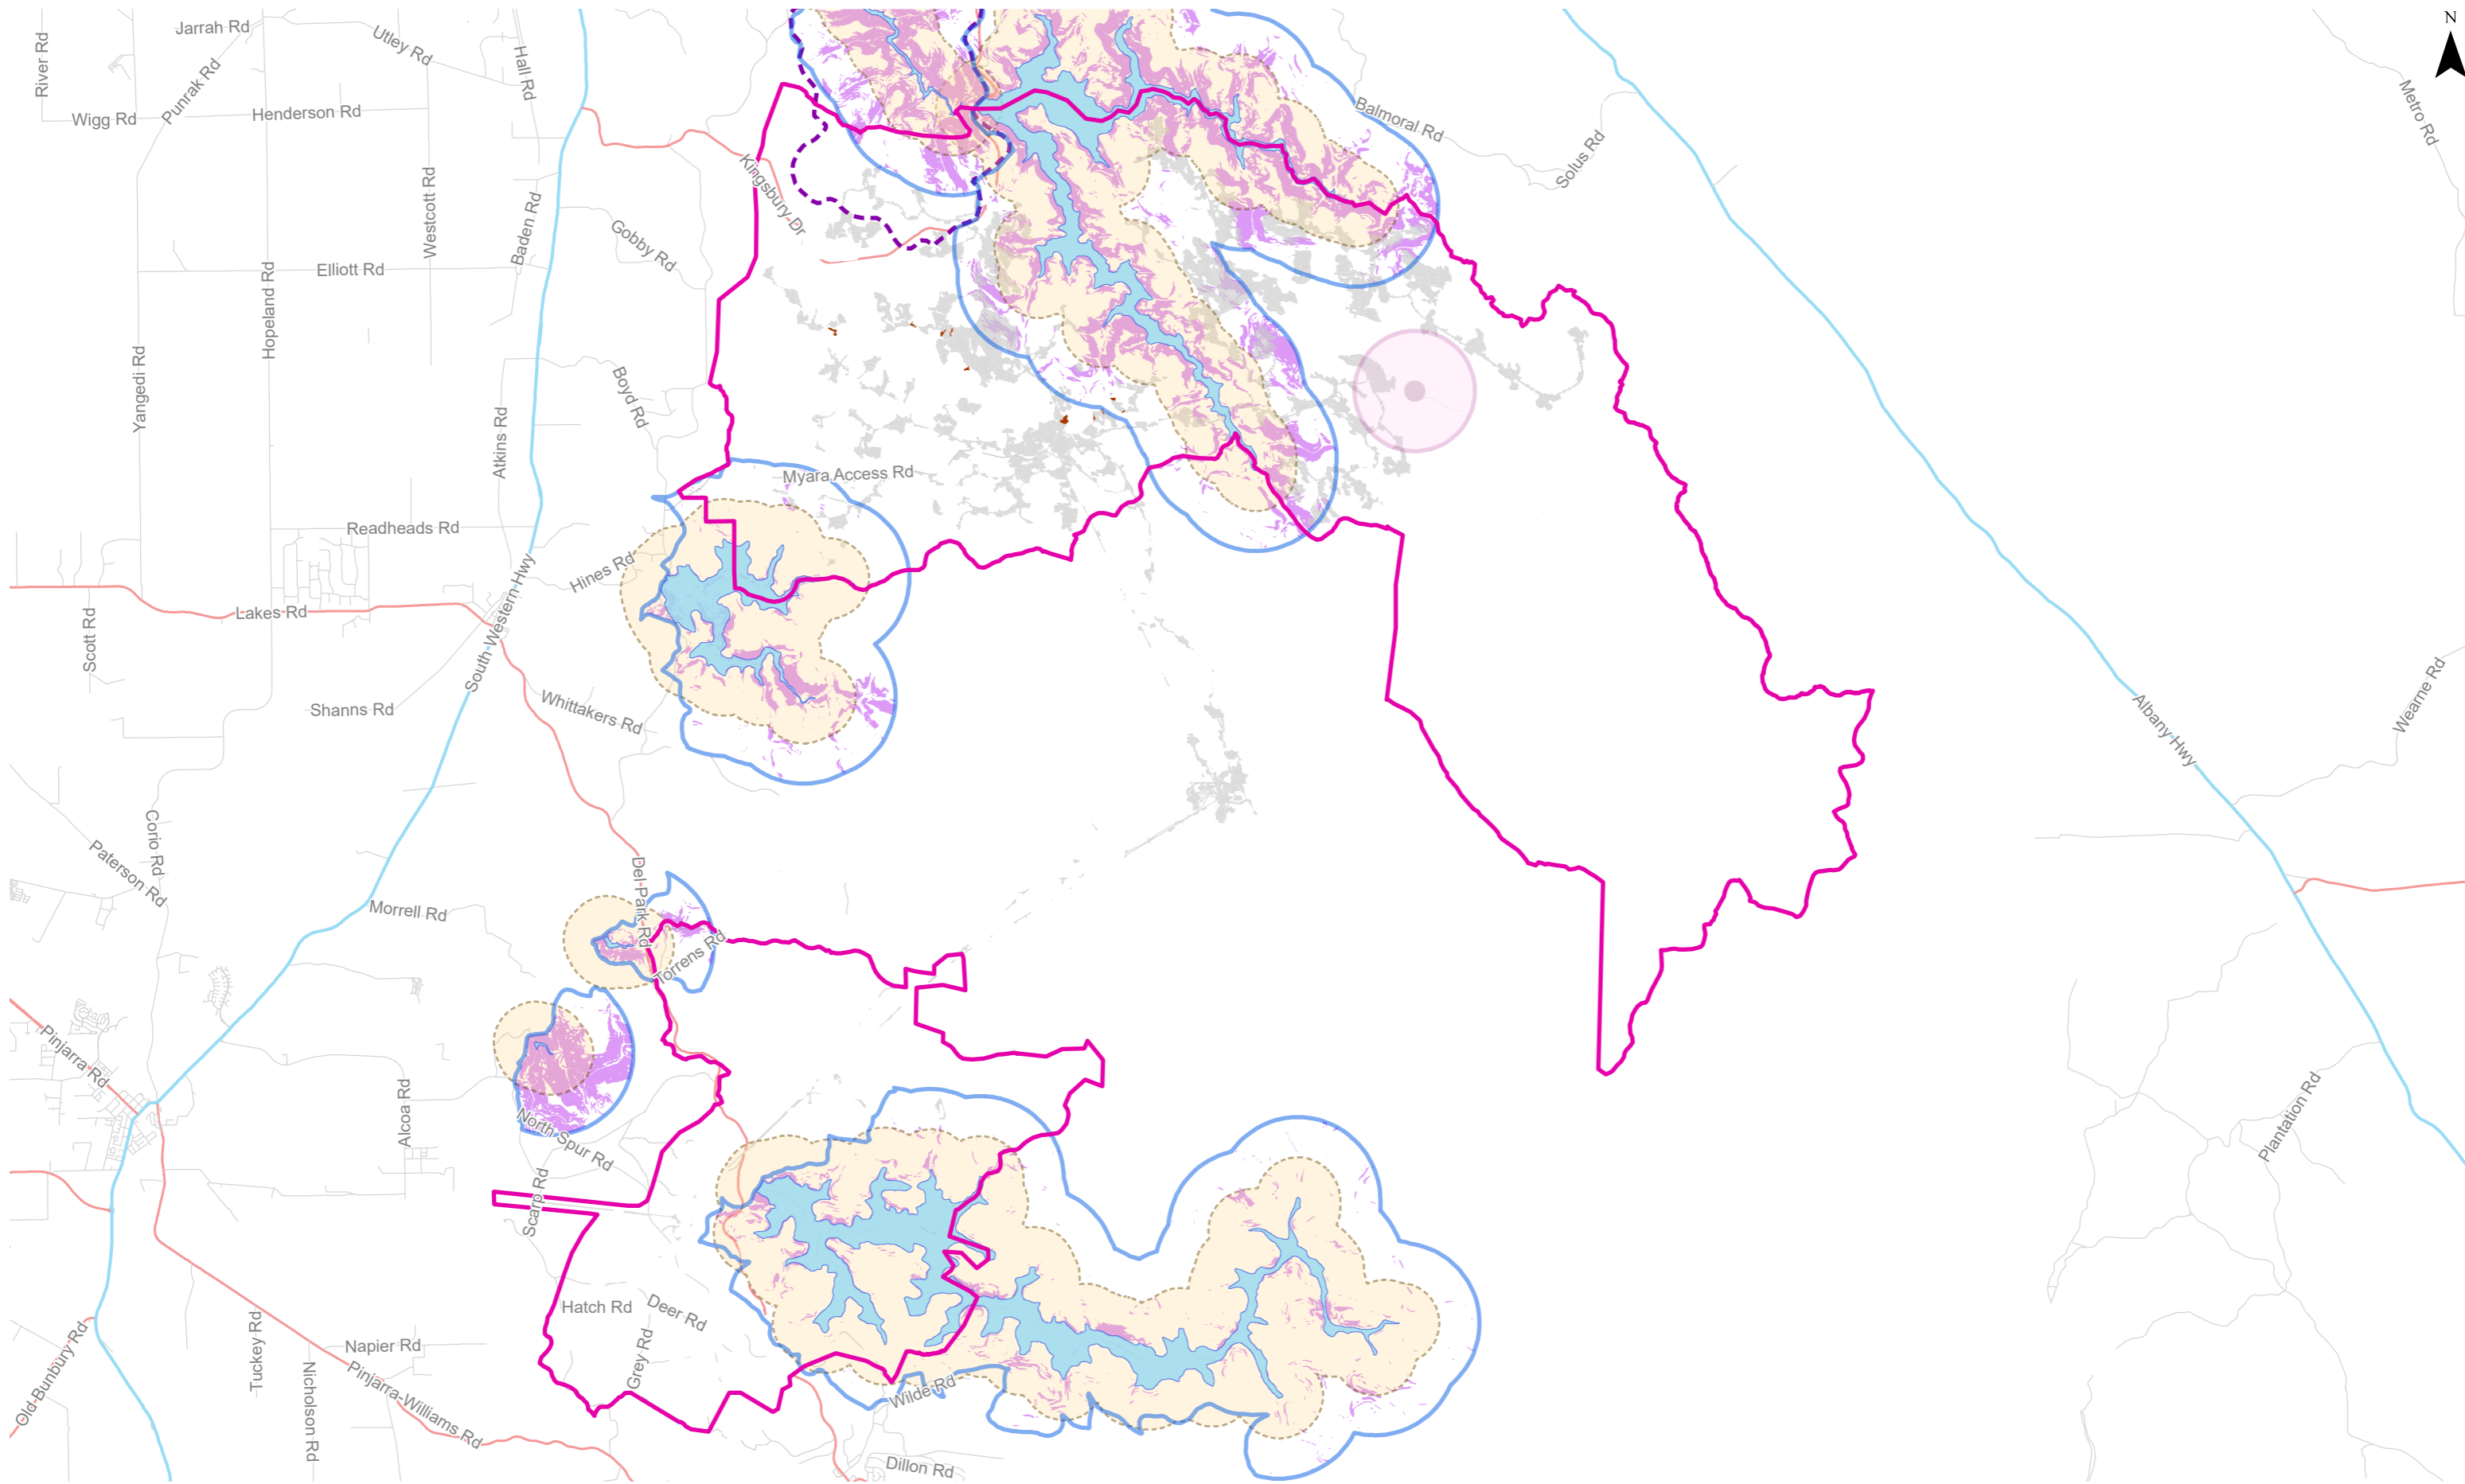 N
Jarrah Rd
Utley Rd
Hall Rd
River Rd
Punrak Rd
Wigg Rd
Henderson Rd
Balmoral Rd
Metro Rd
Solus Rd
Kingsbury Dr
Westcott Rd
Baden Rd
Gobby Rd
Elliott Rd
Hopeland Rd
Yangedi Rd
Boyd Rd
Atkins Rd
Myara Access Rd
Readheads Rd
Hines Rd
Lakes Rd
Scott Rd
South Western Hwy
Shanns Rd
Whittakers Rd
Albany Hwy
Wearne Rd
Corio Rd
Paterson Rd
Del Park Rd
Morrell Rd
Torrens Rd
Pinjarra Rd
Alcoa Rd
North Spur Rd
Plantation Rd
Scarp Rd
Hatch Rd
Deer Rd
Grey Rd
Napier Rd
Tuckey Rd
Nicholson Rd
Pinjarra-Williams Rd
Old Bunbury Rd
Wilde Rd
Dillon Rd